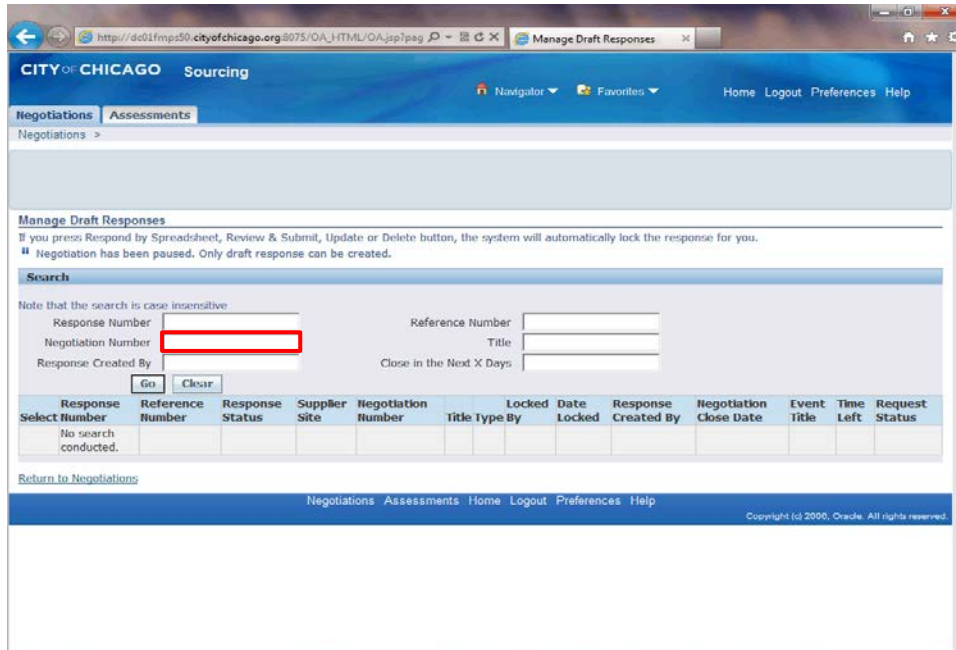 http://dc01fmps50.cityofchicago.org:8075/OA_HTML/OA.jsp?pag
Manage Draft Responses
CITY OF CHICAGO Sourcing
Navigator Favorites Home Logout Preferences Help
Negotiations Assessments
Negotiations >
Manage Draft Responses
If you press Respond by Spreadsheet, Review & Submit, Update or Delete button, the system will automatically lock the response for you.
Negotiation has been paused. Only draft response can be created.
Search
Note that the search is case insensitive
Response Number Reference Number
Negotiation Number Title
Response Created By Close in the Next X Days
Go Clear
Response Reference Response Supplier Negotiation Locked Date Response Negotiation Event Time Request
Select Number Number Status Site Number Title Type By Locked Created By Close Date Title Left Status
No search
conducted.
Return to Negotiations
Negotiations Assessments Home Logout Preferences Help
Copyright (c) 2006, Oracle. All rights reserved.